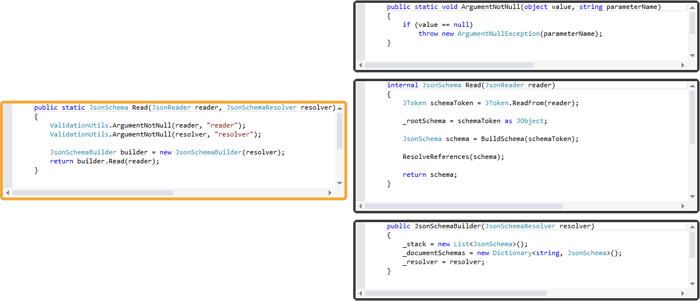 public static JsonSchema Read(JsonReader reader, JsonSchemaResolver resolver)
{
ValidationUtils.ArgumentNotNull(reader, "reader");
ValidationUtils.ArgumentNotNull(resolver, "resolver");
JsonSchemaBuilder builder = new JsonSchemaBuilder(resolver);
return builder.Read(reader);
}
public static void ArgumentNotNull(object value, string parameterName)
{
if (value == null)
throw new ArgumentNullException(parameterName);
}
internal JsonSchema Read(JsonReader reader)
{
JToken schemaToken = JToken.ReadFrom(reader);
_rootSchema = schemaToken as JObject;
JsonSchema schema = BuildSchema(schemaToken);
ResolveReferences(schema);
return schema;
}
public JsonSchemaBuilder(JsonSchemaResolver resolver)
{
_stack = new List<JsonSchema>();
_documentSchemas = new Dictionary<string, JsonSchema>();
_resolver = resolver;
}